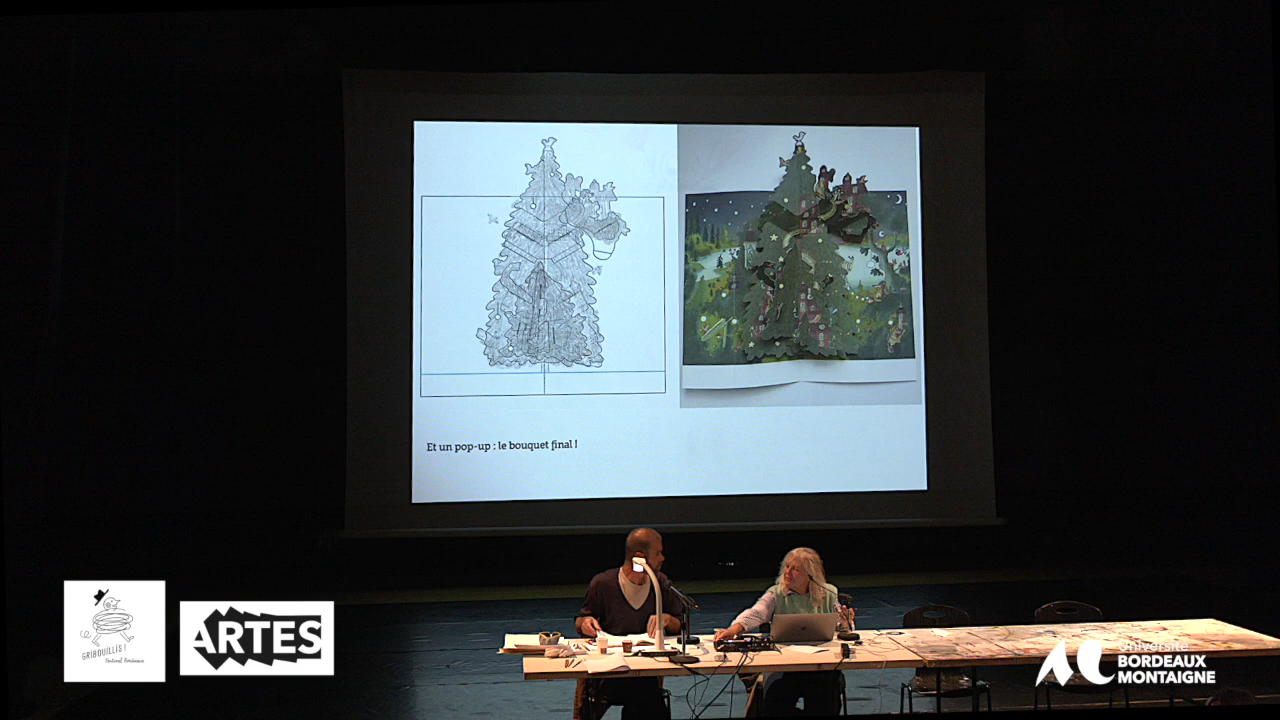 Et un pop-up : le bouquet final !
GRIBOUILLIS !
Festival Bordeaux
ARTES
Université
BORDEAUX
MONTAIGNE